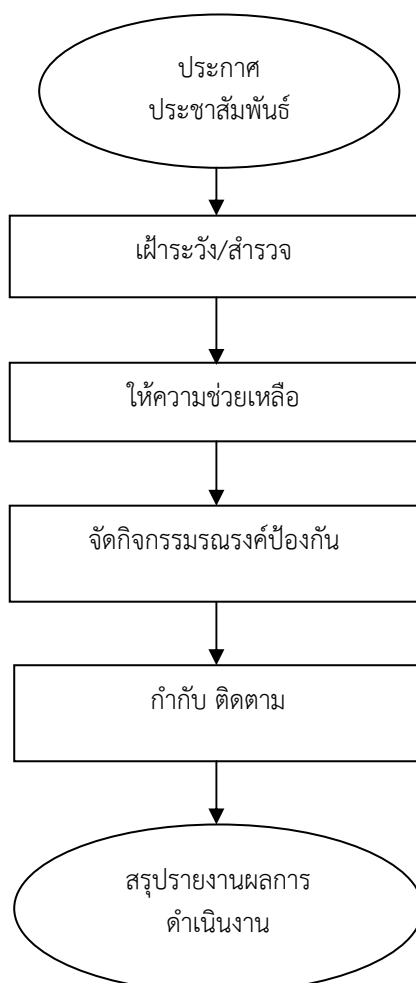 ประกาศ
ประชาสัมพันธ์
เฝ้าระวัง/สำรวจ
ให้ความช่วยเหลือ
จัดกิจกรรมรณรงค์ป้องกัน
กำกับ ติดตาม
สรุปรายงานผลการ
ดำเนินงาน